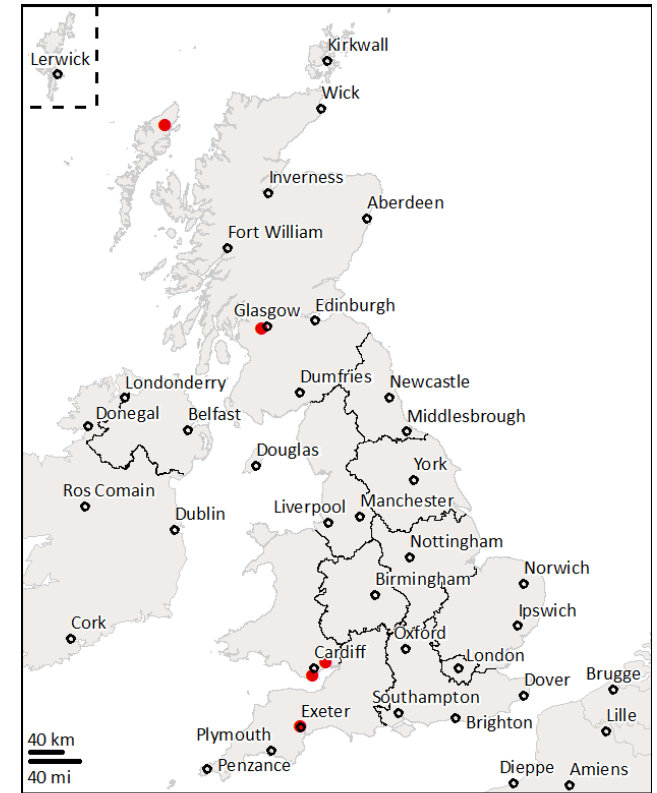 Kirkwall
Lerwick
Wick
Inverness
Aberdeen
Fort William
Glasgow
Edinburgh
Dumfries
Londonderry
Newcastle
Donegal
Belfast
Middlesbrough
Douglas
York
Ros Comain
Liverpool
Manchester
Dublin
Nottingham
Norwich
Birmingham
Ipswich
Cork
Oxford
Cardiff
London
Brugge
Dover
Southampton
Exeter
Lille
Brighton
Plymouth
40 km
Penzance
40 mi
Dieppe
Amiens